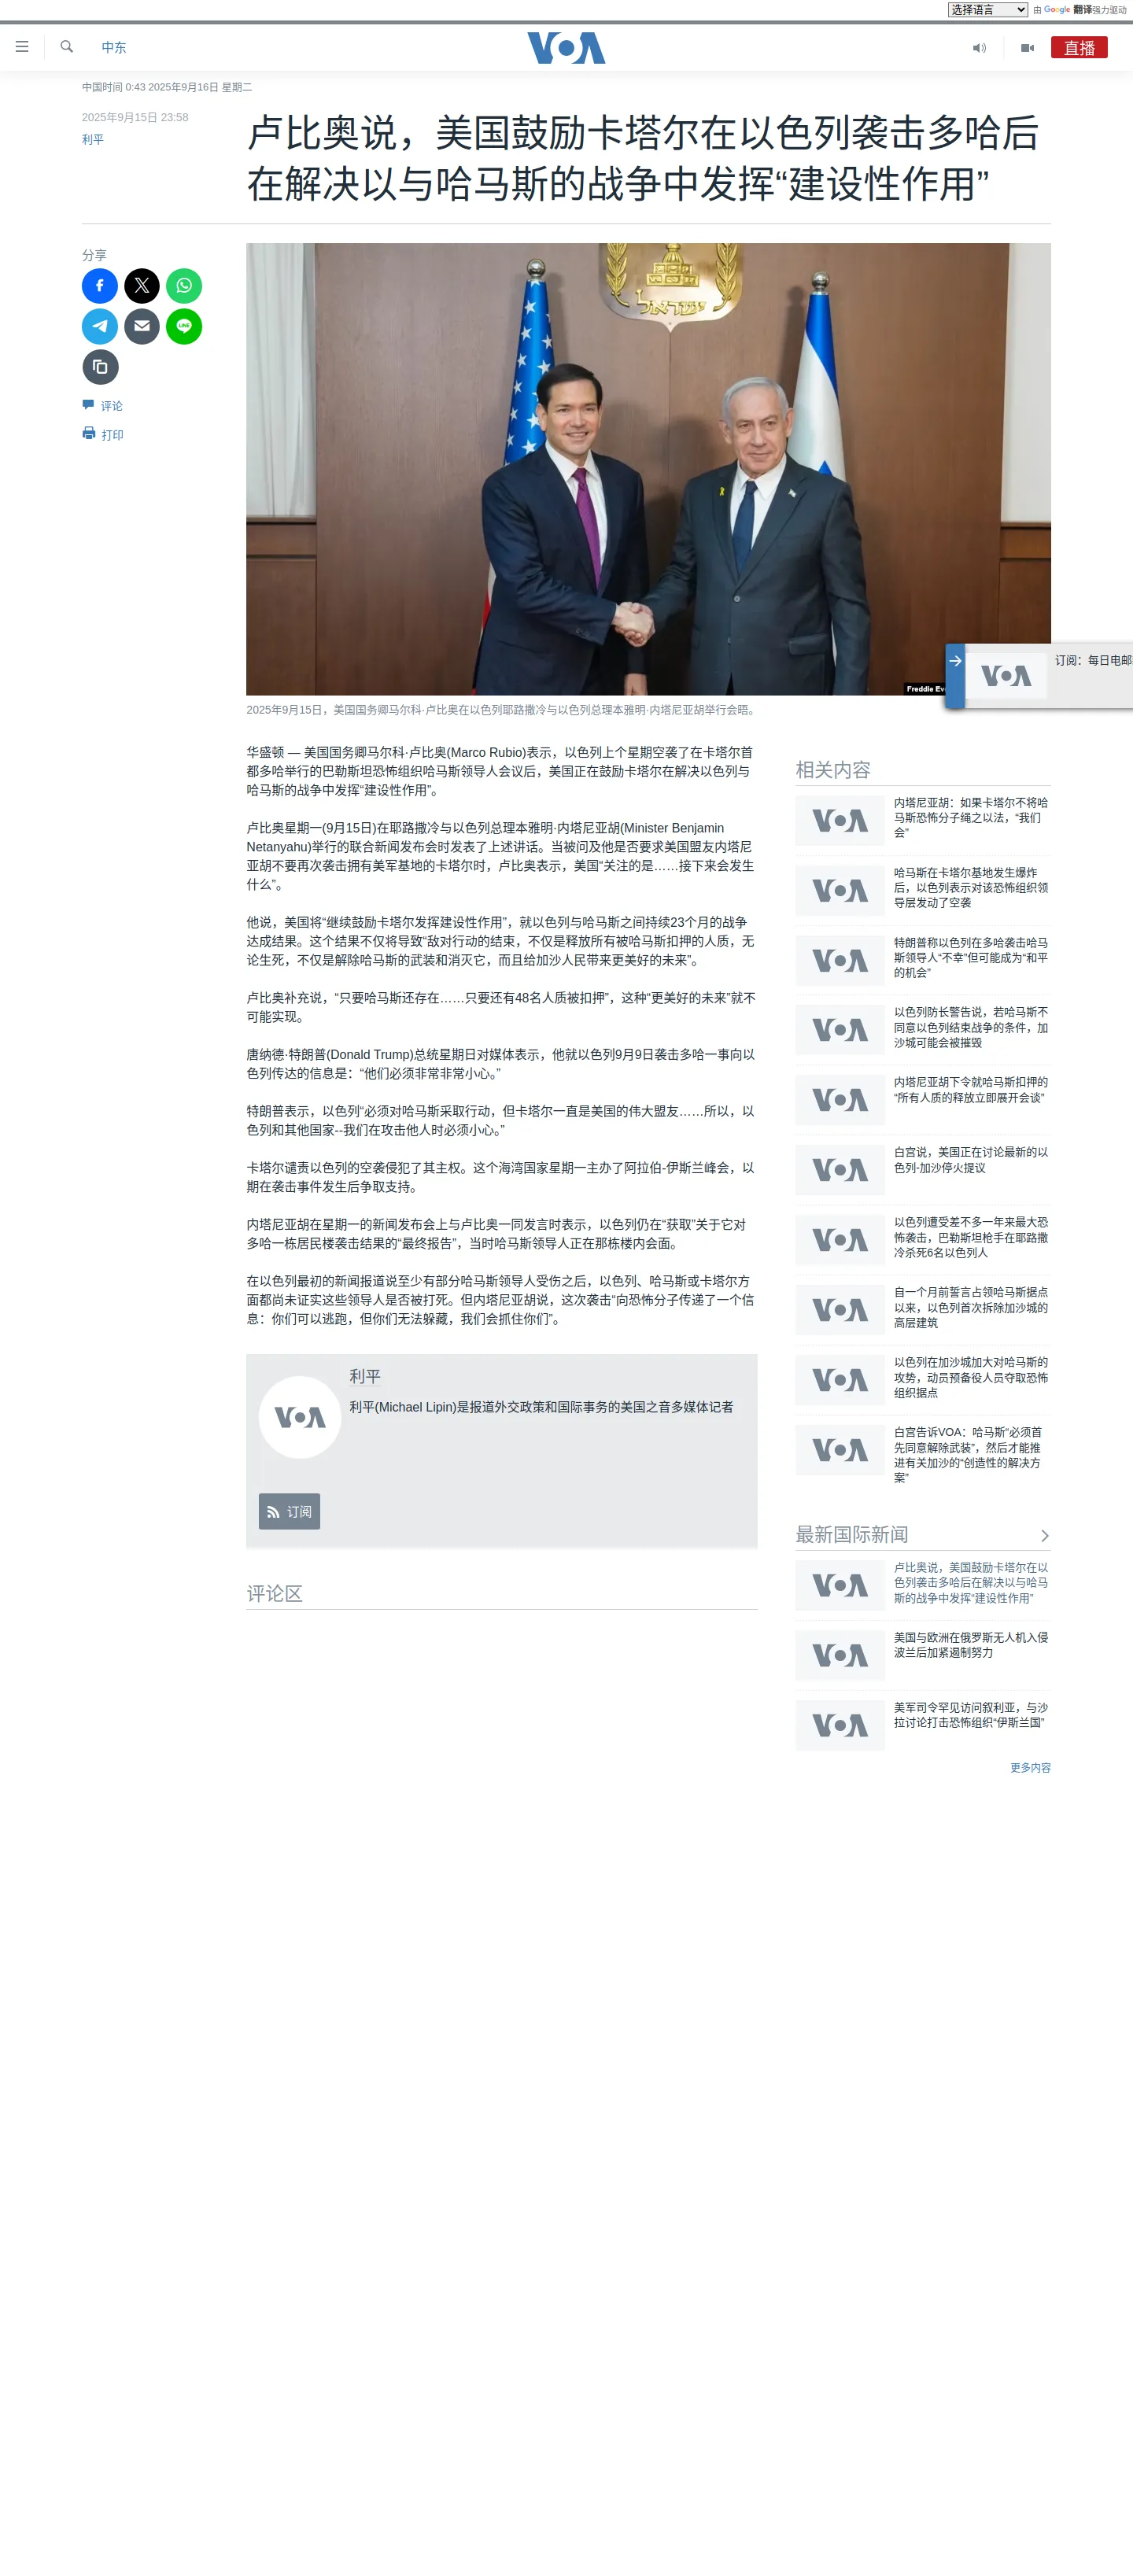 选择语言
由 Google 翻译强力驱动
中东
VOA
直播
中国时间 0:43 2025年9月16日 星期二
2025年9月15日 23:58
利平
卢比奥说，美国鼓励卡塔尔在以色列袭击多哈后
在解决以与哈马斯的战争中发挥“建设性作用”
分享
LINE
评论
打印
ישראל
Freddie Ev
订阅：每日电邮
VOA
2025年9月15日，美国国务卿马尔科·卢比奥在以色列耶路撒冷与以色列总理本雅明·内塔尼亚胡举行会晤。
华盛顿 — 美国国务卿马尔科·卢比奥(Marco Rubio)表示，以色列上个星期空袭了在卡塔尔首
都多哈举行的巴勒斯坦恐怖组织哈马斯领导人会议后，美国正在鼓励卡塔尔在解决以色列与
哈马斯的战争中发挥“建设性作用”。
卢比奥星期一(9月15日)在耶路撒冷与以色列总理本雅明·内塔尼亚胡(Minister Benjamin
Netanyahu)举行的联合新闻发布会时发表了上述讲话。当被问及他是否要求美国盟友内塔尼
亚胡不要再次袭击拥有美军基地的卡塔尔时，卢比奥表示，美国“关注的是……接下来会发生
什么”。
他说，美国将“继续鼓励卡塔尔发挥建设性作用”，就以色列与哈马斯之间持续23个月的战争
达成结果。这个结果不仅将导致“敌对行动的结束，不仅是释放所有被哈马斯扣押的人质，无
论生死，不仅是解除哈马斯的武装和消灭它，而且给加沙人民带来更美好的未来”。
卢比奥补充说，“只要哈马斯还存在……只要还有48名人质被扣押”，这种“更美好的未来”就不
可能实现。
唐纳德·特朗普(Donald Trump)总统星期日对媒体表示，他就以色列9月9日袭击多哈一事向以
色列传达的信息是：“他们必须非常非常小心。”
特朗普表示，以色列“必须对哈马斯采取行动，但卡塔尔一直是美国的伟大盟友……所以，以
色列和其他国家--我们在攻击他人时必须小心。”
卡塔尔谴责以色列的空袭侵犯了其主权。这个海湾国家星期一主办了阿拉伯-伊斯兰峰会，以
期在袭击事件发生后争取支持。
内塔尼亚胡在星期一的新闻发布会上与卢比奥一同发言时表示，以色列仍在“获取”关于它对
多哈一栋居民楼袭击结果的“最终报告”，当时哈马斯领导人正在那栋楼内会面。
在以色列最初的新闻报道说至少有部分哈马斯领导人受伤之后，以色列、哈马斯或卡塔尔方
面都尚未证实这些领导人是否被打死。但内塔尼亚胡说，这次袭击“向恐怖分子传递了一个信
息：你们可以逃跑，但你们无法躲藏，我们会抓住你们”。
VOA
利平
利平(Michael Lipin)是报道外交政策和国际事务的美国之音多媒体记者
订阅
评论区
相关内容
VOA
内塔尼亚胡：如果卡塔尔不将哈
马斯恐怖分子绳之以法，“我们
会”
VOA
哈马斯在卡塔尔基地发生爆炸
后，以色列表示对该恐怖组织领
导层发动了空袭
VOA
特朗普称以色列在多哈袭击哈马
斯领导人“不幸”但可能成为“和平
的机会”
VOA
以色列防长警告说，若哈马斯不
同意以色列结束战争的条件，加
沙城可能会被摧毁
VOA
内塔尼亚胡下令就哈马斯扣押的
“所有人质的释放立即展开会谈”
VOA
白宫说，美国正在讨论最新的以
色列-加沙停火提议
VOA
以色列遭受差不多一年来最大恐
怖袭击，巴勒斯坦枪手在耶路撒
冷杀死6名以色列人
VOA
自一个月前誓言占领哈马斯据点
以来，以色列首次拆除加沙城的
高层建筑
VOA
以色列在加沙城加大对哈马斯的
攻势，动员预备役人员夺取恐怖
组织据点
VOA
白宫告诉VOA：哈马斯“必须首
先同意解除武装”，然后才能推
进有关加沙的“创造性的解决方
案”
最新国际新闻
VOA
卢比奥说，美国鼓励卡塔尔在以
色列袭击多哈后在解决以与哈马
斯的战争中发挥“建设性作用”
VOA
美国与欧洲在俄罗斯无人机入侵
波兰后加紧遏制努力
VOA
美军司令罕见访问叙利亚，与沙
拉讨论打击恐怖组织“伊斯兰国”
更多内容